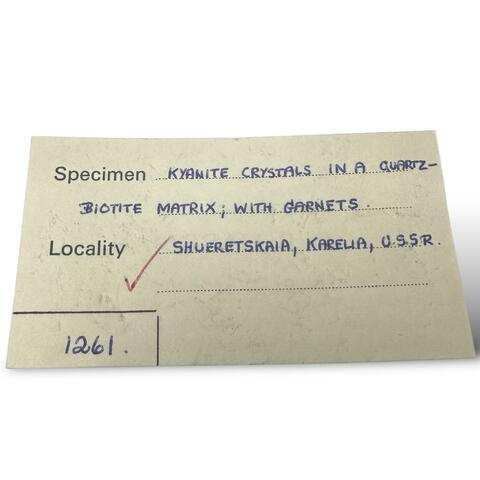 Specimen KYANITE CRYSTALS IN A QUARTZ-
BIOTITE MATRIX; WITH GARNETS.
Locality SHUERETSKAIA, KARELIA, U.S.S.R.
1261.